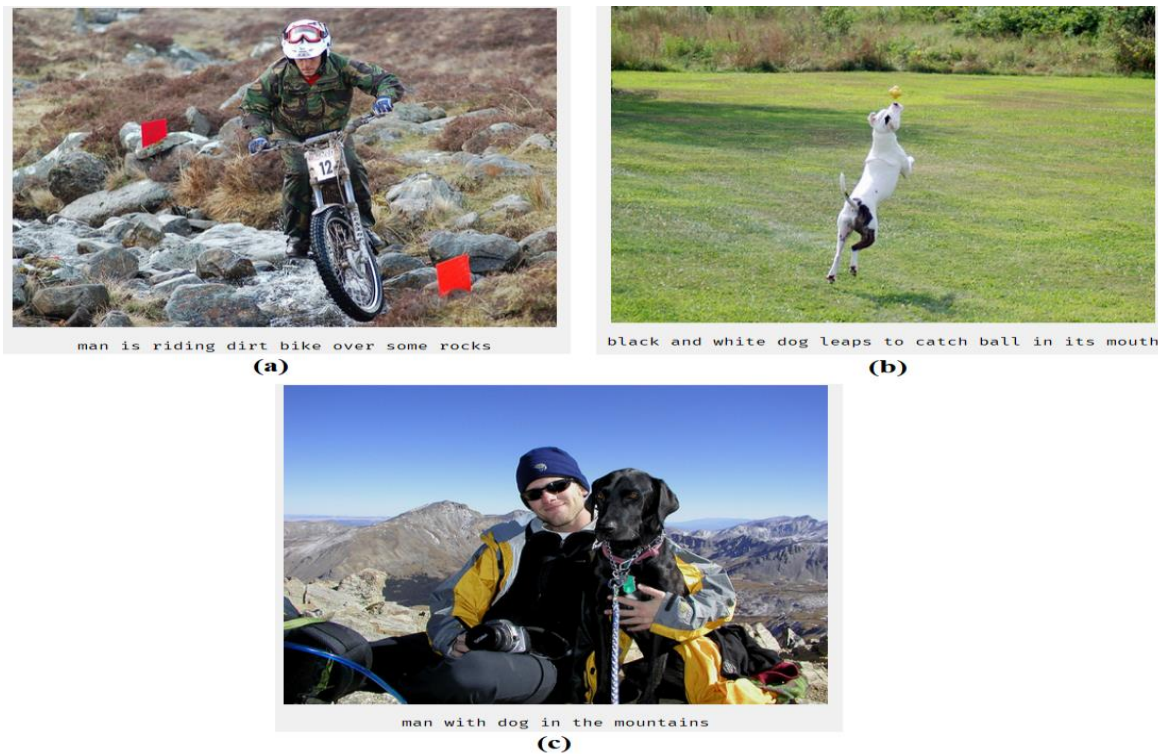 12
man is riding dirt bike over some rocks
(a)
black and white dog leaps to catch ball in its mouth
(b)
man with dog in the mountains
(c)